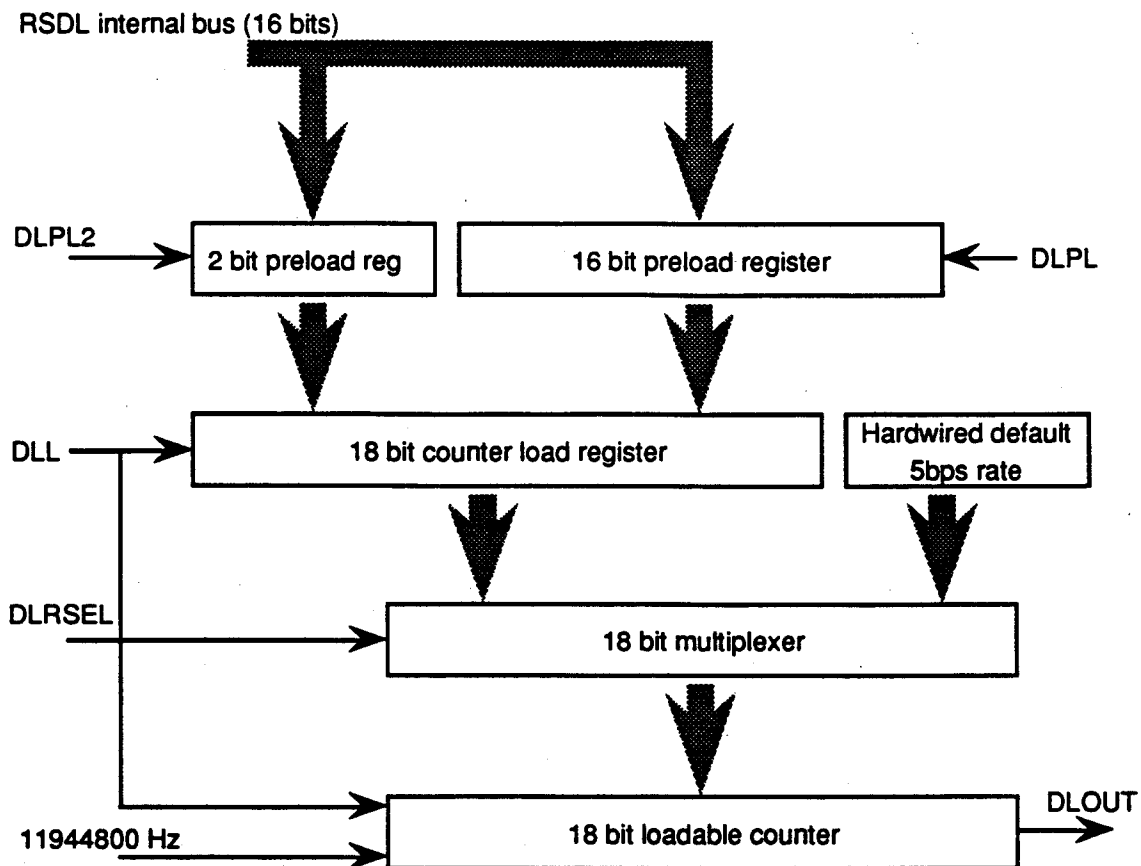 RSDL internal bus (16 bits)
DLPL2
2 bit preload reg
16 bit preload register
DLPL
DLL
18 bit counter load register
Hardwired default
5bps rate
DLRSEL
18 bit multiplexer
DLOUT
11944800 Hz
18 bit loadable counter